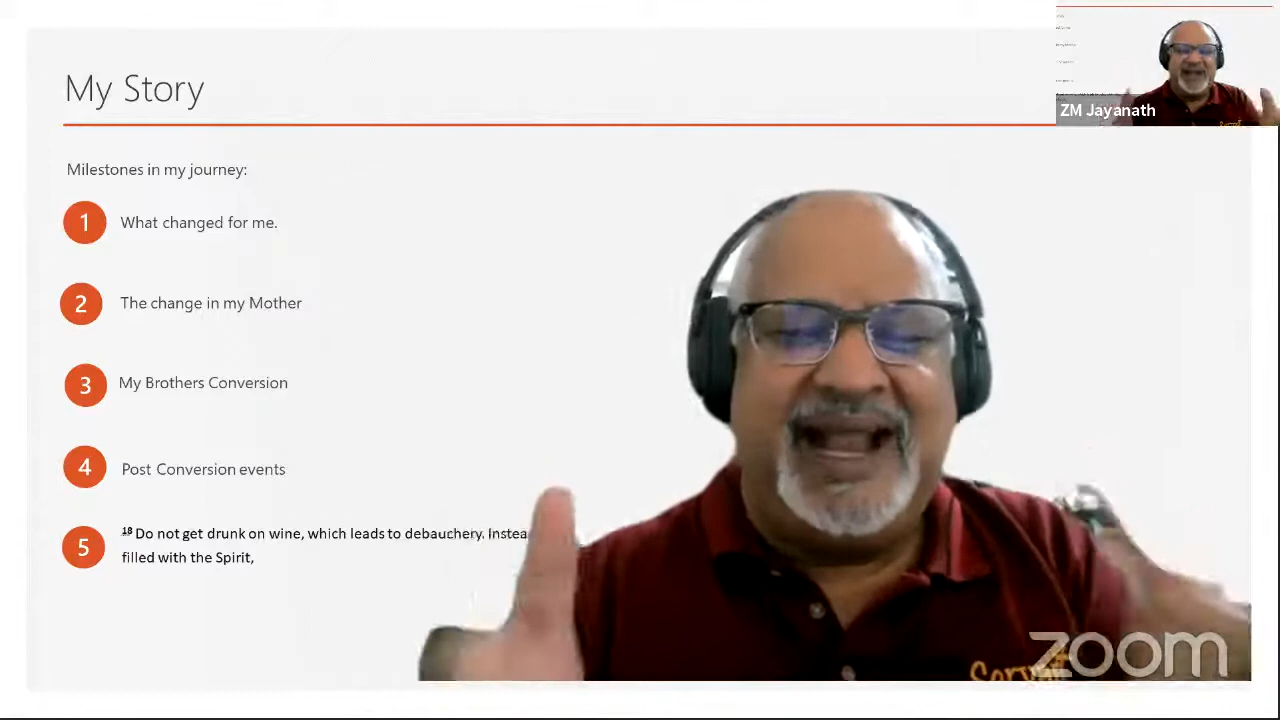 My Story
ZM Jayanath
Milestones in my journey:
1 What changed for me.
2 The change in my Mother
3 My Brothers Conversion
4 Post Conversion events
5 18 Do not get drunk on wine, which leads to debauchery. Instea
filled with the Spirit,
zoom